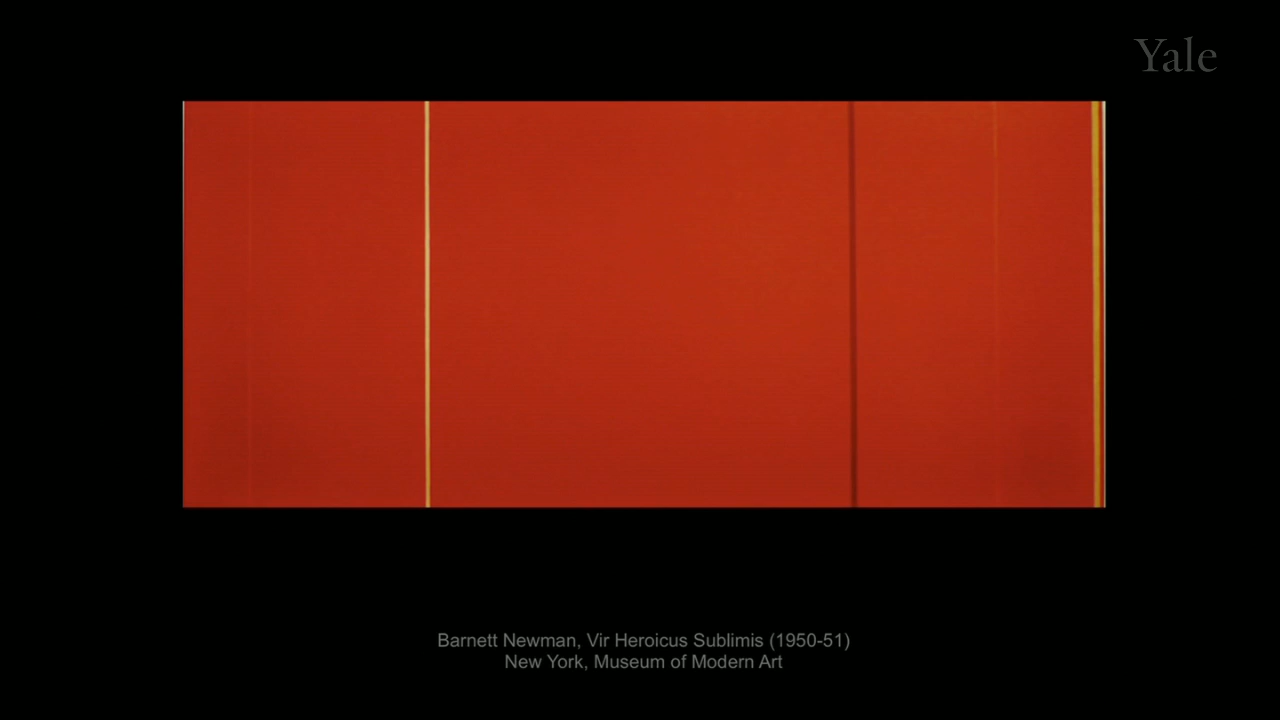 Yale
Barnett Newman, Vir Heroicus Sublimis (1950-51)
New York, Museum of Modern Art